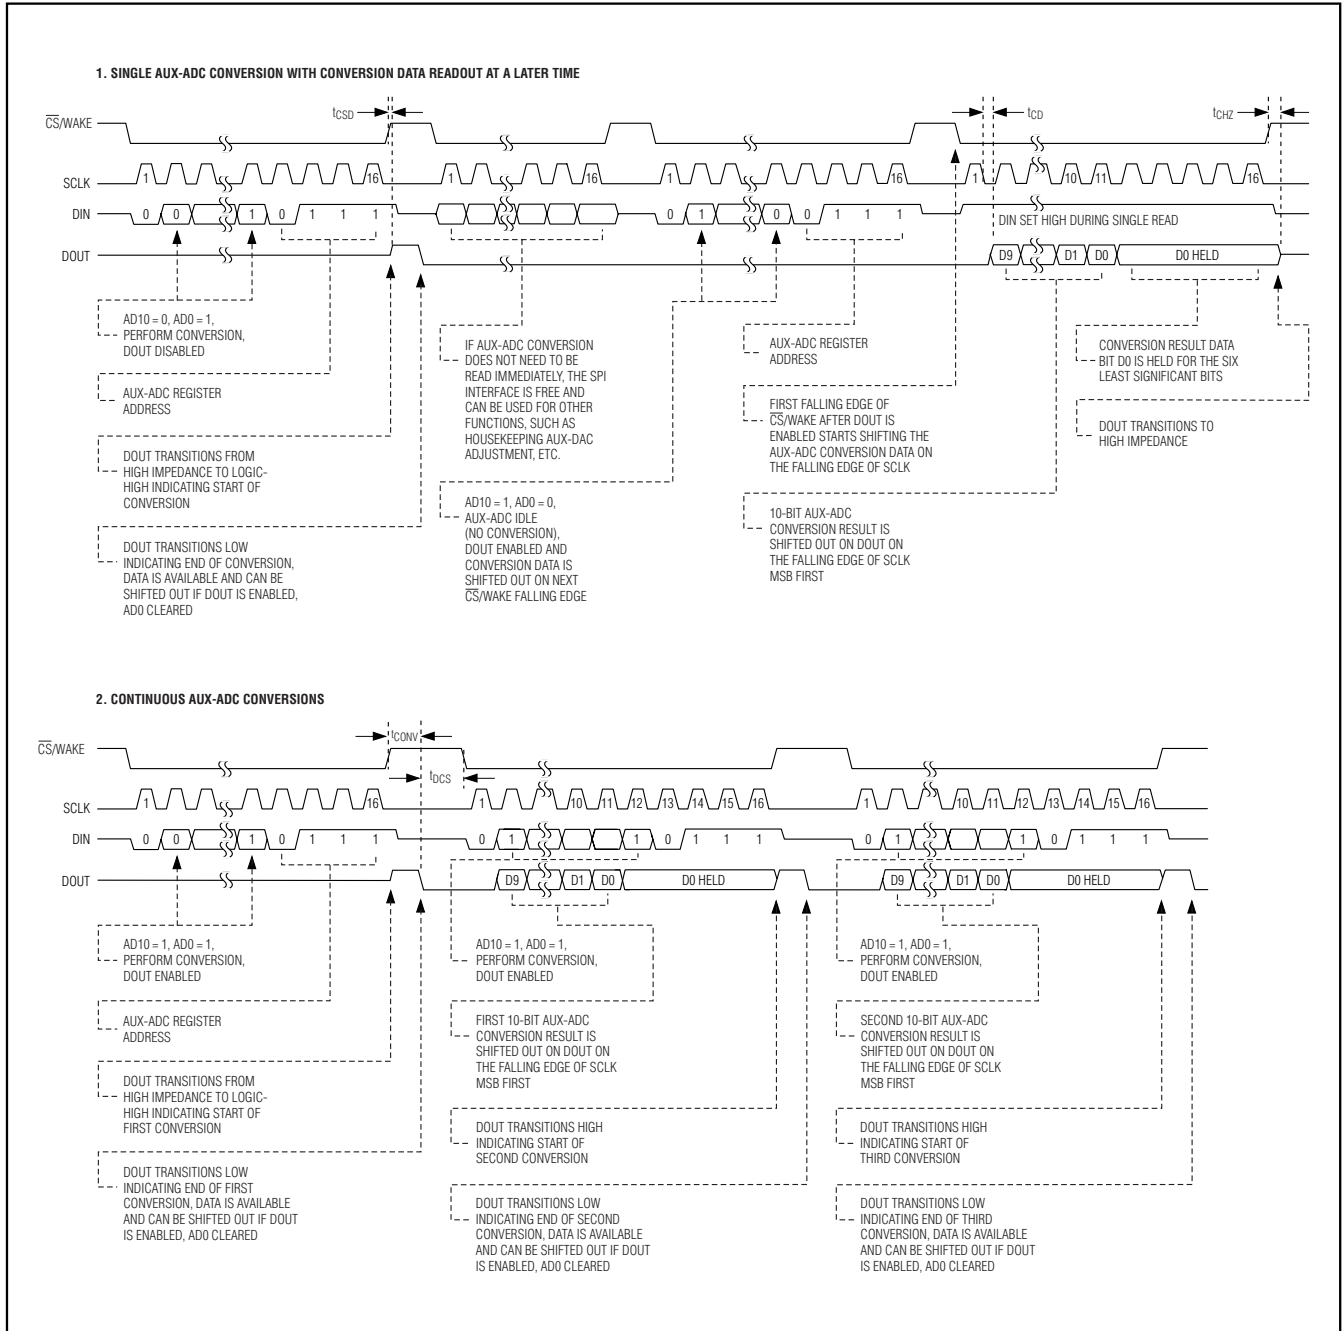 1. SINGLE AUX-ADC CONVERSION WITH CONVERSION DATA READOUT AT A LATER TIME
tCSD
tCD
tCHZ
CS/WAKE
SCLK
1
16
1
16
1
16
1
10
11
16
DIN
0
0
1
0
1
1
1
0
1
0
0
1
1
1
DIN SET HIGH DURING SINGLE READ
DOUT
D9
D1
D0
D0 HELD
AD10 = 0, AD0 = 1,
PERFORM CONVERSION,
DOUT DISABLED
AUX-ADC REGISTER
ADDRESS
DOUT TRANSITIONS FROM
HIGH IMPEDANCE TO LOGIC-
HIGH INDICATING START OF
CONVERSION
DOUT TRANSITIONS LOW
INDICATING END OF CONVERSION,
DATA IS AVAILABLE AND CAN BE
SHIFTED OUT IF DOUT IS ENABLED,
AD0 CLEARED
IF AUX-ADC CONVERSION
DOES NOT NEED TO BE
READ IMMEDIATELY, THE SPI
INTERFACE IS FREE AND
CAN BE USED FOR OTHER
FUNCTIONS, SUCH AS
HOUSEKEEPING AUX-DAC
ADJUSTMENT, ETC.
AD10 = 1, AD0 = 0,
AUX-ADC IDLE
(NO CONVERSION),
DOUT ENABLED AND
CONVERSION DATA IS
SHIFTED OUT ON NEXT
CS/WAKE FALLING EDGE
AUX-ADC REGISTER
ADDRESS
FIRST FALLING EDGE OF
CS/WAKE AFTER DOUT IS
ENABLED STARTS SHIFTING THE
AUX-ADC CONVERSION DATA ON
THE FALLING EDGE OF SCLK
10-BIT AUX-ADC
CONVERSION RESULT IS
SHIFTED OUT ON DOUT ON
THE FALLING EDGE OF SCLK
MSB FIRST
CONVERSION RESULT DATA
BIT D0 IS HELD FOR THE SIX
LEAST SIGNIFICANT BITS
DOUT TRANSITIONS TO
HIGH IMPEDANCE
2. CONTINUOUS AUX-ADC CONVERSIONS
tCONV
CS/WAKE
tDCS
SCLK
1
16
1
10
11
12
13
14
15
16
1
10
11
12
13
14
15
16
DIN
0
0
1
0
1
1
1
0
1
1
0
1
1
1
0
1
1
0
1
1
1
DOUT
D9
D1
D0
D0 HELD
D9
D1
D0
D0 HELD
AD10 = 1, AD0 = 1,
PERFORM CONVERSION,
DOUT ENABLED
AUX-ADC REGISTER
ADDRESS
DOUT TRANSITIONS FROM
HIGH IMPEDANCE TO LOGIC-
HIGH INDICATING START OF
FIRST CONVERSION
DOUT TRANSITIONS LOW
INDICATING END OF FIRST
CONVERSION, DATA IS AVAILABLE
AND CAN BE SHIFTED OUT IF DOUT
IS ENABLED, AD0 CLEARED
AD10 = 1, AD0 = 1,
PERFORM CONVERSION,
DOUT ENABLED
FIRST 10-BIT AUX-ADC
CONVERSION RESULT IS
SHIFTED OUT ON DOUT ON
THE FALLING EDGE OF SCLK
MSB FIRST
DOUT TRANSITIONS HIGH
INDICATING START OF
SECOND CONVERSION
DOUT TRANSITIONS LOW
INDICATING END OF SECOND
CONVERSION, DATA IS AVAILABLE
AND CAN BE SHIFTED OUT IF DOUT
IS ENABLED, AD0 CLEARED
AD10 = 1, AD0 = 1,
PERFORM CONVERSION,
DOUT ENABLED
SECOND 10-BIT AUX-ADC
CONVERSION RESULT IS
SHIFTED OUT ON DOUT ON
THE FALLING EDGE OF SCLK
MSB FIRST
DOUT TRANSITIONS HIGH
INDICATING START OF
THIRD CONVERSION
DOUT TRANSITIONS LOW
INDICATING END OF THIRD
CONVERSION, DATA IS AVAILABLE
AND CAN BE SHIFTED OUT IF DOUT
IS ENABLED, AD0 CLEARED